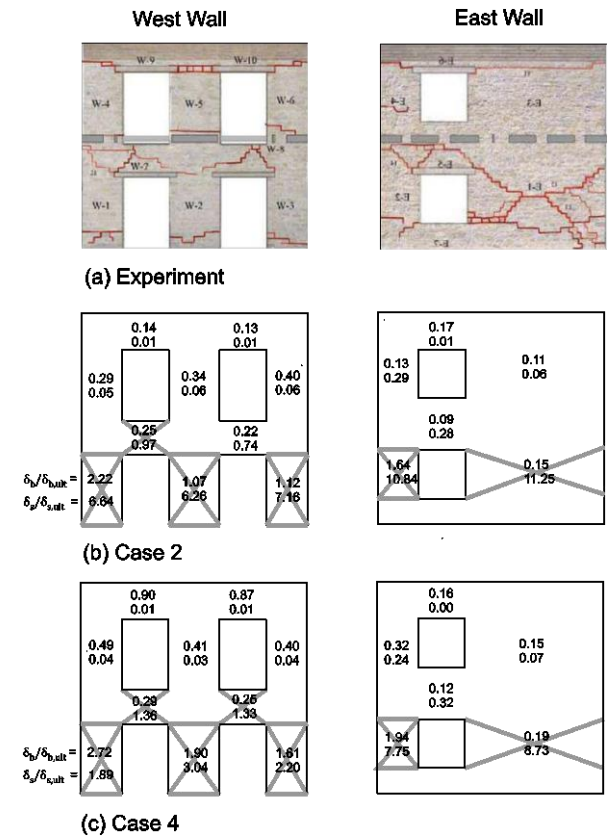 West Wall East Wall
W-9 W-10
W-4 W-5 W-6
W-7 W-8
W-1 W-2 W-3
E-6
E-4 E-3
E-5
E-2 E-1
E-7
(a) Experiment
0.14 0.13 0.17
0.01 0.01 0.01
0.29 0.34 0.40 0.13 0.11
0.05 0.06 0.06 0.29 0.06
0.25 0.22 0.09
0.97 0.74 0.28
δb/δb,ult = 2.22 1.07 1.12 1.64 0.15
δs/δs,ult = 6.64 6.26 7.16 10.84 11.25
(b) Case 2
0.90 0.87 0.16
0.01 0.01 0.00
0.49 0.41 0.40 0.32 0.15
0.04 0.03 0.04 0.24 0.07
0.29 0.25 0.12
1.36 1.33 0.32
δb/δb,ult = 2.72 1.90 1.61 1.94 0.19
δs/δs,ult = 1.89 3.04 2.20 7.75 8.73
(c) Case 4